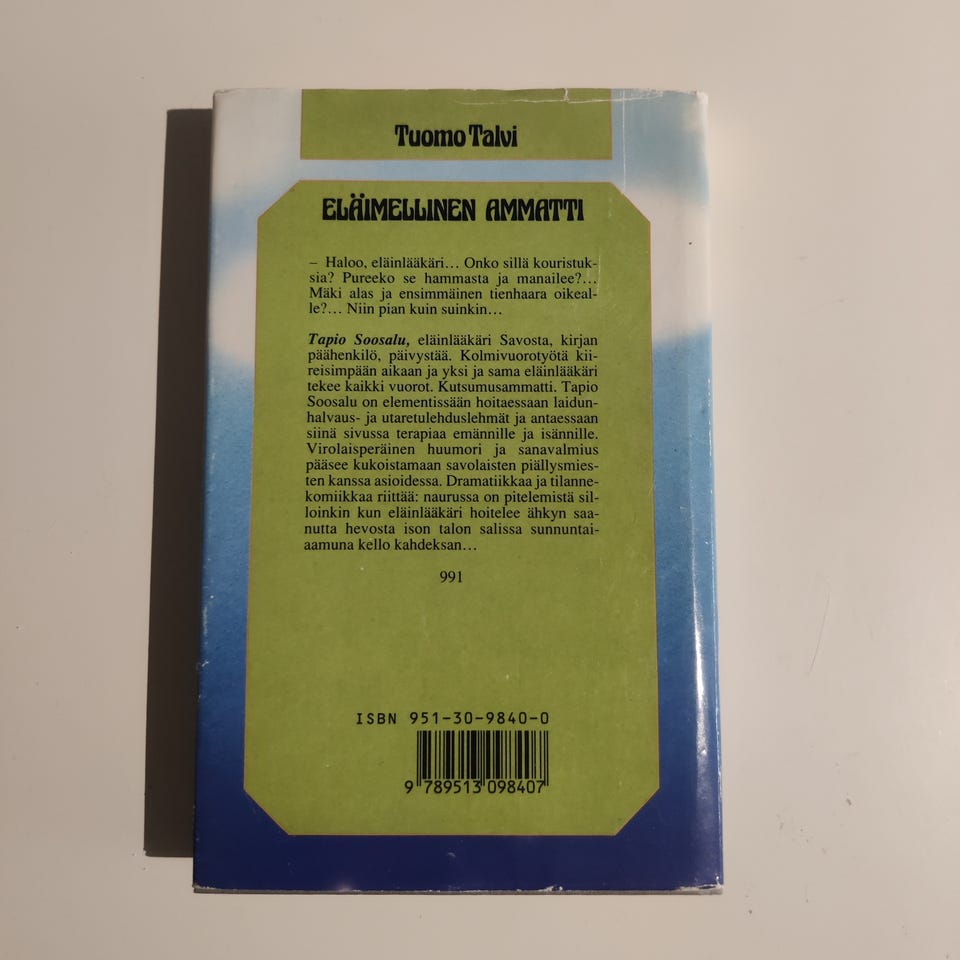 Tuomo Talvi
ELÄIMELLINEN AMMATTI
– Haloo, eläinlääkäri... Onko sillä kouristuk-
sia? Pureeko se hammasta ja manailee?...
Mäki alas ja ensimmäinen tienhaara oikeal-
le?... Niin pian kuin suinkin...
Tapio Soosalu, eläinlääkäri Savosta, kirjan
päähenkilö, päivystää. Kolmivuorotyötä kii-
reisimpään aikaan ja yksi ja sama eläinlääkäri
tekee kaikki vuorot. Kutsumusammatti. Tapio
Soosalu on elementissään hoitaessaan laidun-
halvaus- ja utaretulehduslehmät ja antaessaan
siinä sivussa terapiaa emännille ja isännille.
Virolaisperäinen huumori ja sanavalmius
pääsee kukoistamaan savolaisten piällysmies-
ten kanssa asioidessa. Dramatiikkaa ja tilanne-
komiikkaa riittää: naurussa on pitelemistä sil-
loinkin kun eläinlääkäri hoitelee ähkyn saa-
nutta hevosta ison talon salissa sunnuntai-
aamuna kello kahdeksan...
991
ISBN 951-30-9840-0
9 789513 098407